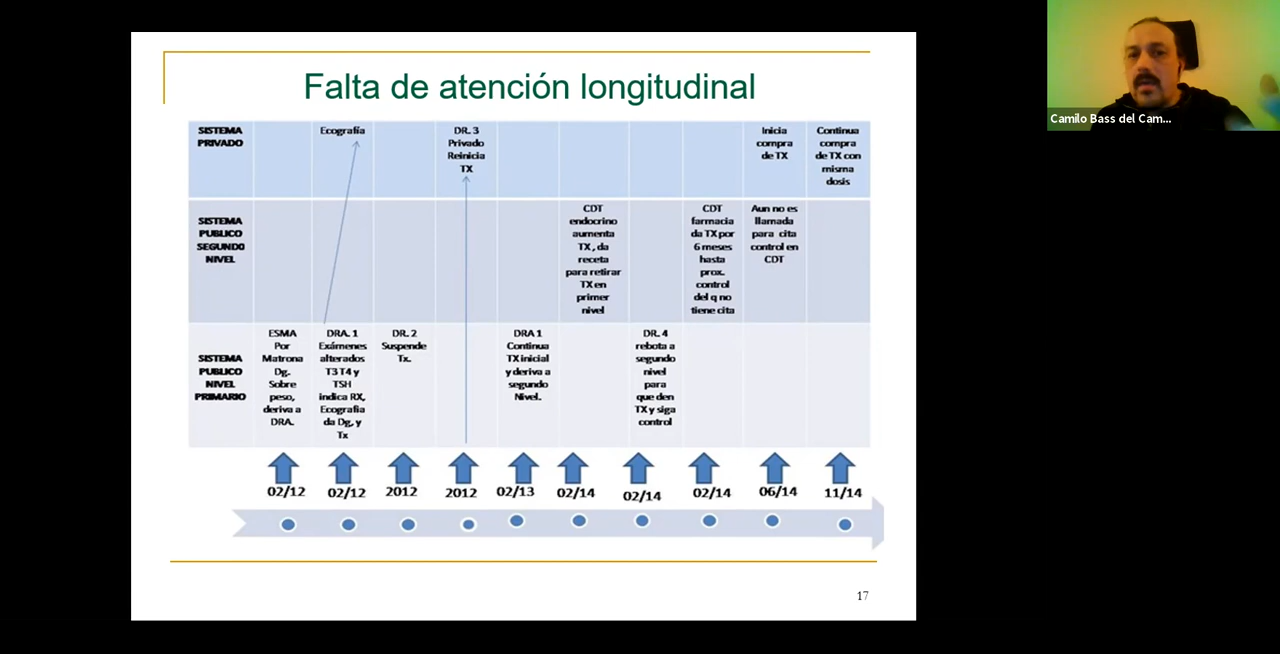 Falta de atención longitudinal
SISTEMA
PRIVADO
Ecografía
DR. 3
Privado
Reinicia
TX
Inicia
compra
de TX
Continua
compra
de TX con
misma
dosis
SISTEMA
PUBLICO
SEGUNDO
NIVEL
CDT
endocrino
aumenta
TX, da
receta
para retirar
TX en
primer
nivel
CDT
farmacia
da TX por
6 meses
hasta
prox.
control
del q no
tiene cita
Aun no es
llamada
para cita
control en
CDT
SISTEMA
PUBLICO
NIVEL
PRIMARIO
ESMA
Por
Matrona
Dg.
Sobre
peso,
deriva a
DRA.
DRA. 1
Exámenes
alterados
T3 T4 y
TSH
indica RX,
Ecografia
da Dg, y
Tx
DR. 2
Suspende
Tx.
DRA 1
Continua
TX inicial
y deriva a
segundo
Nivel.
DR. 4
rebota a
segundo
nivel
para
que den
TX y siga
control
02/12
02/12
2012
2012
02/13
02/14
02/14
02/14
06/14
11/14
17
Camilo Bass del Cam...